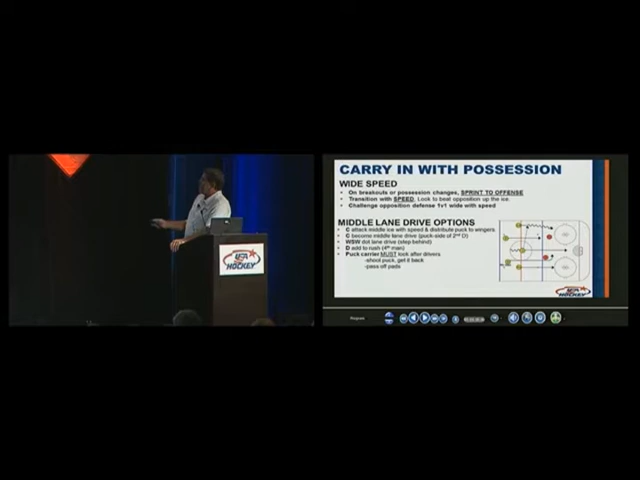 CARRY IN WITH POSSESSION
WIDE SPEED
• On breakouts or possession changes, SPRINT TO OFFENSE
• Transition with SPEED. Look to beat opposition up the ice.
• Challenge opposition defense 1v1 wide with speed
MIDDLE LANE DRIVE OPTIONS
• C attack middle ice with speed & distribute puck to wingers
• C become middle lane drive (puck-side of 2nd D)
• WSW dot lane drive (step behind)
• D add to rush (4th man)
• Puck carrier MUST look after drivers
-shoot puck, get it back
-pass off pads
USA
HOCKEY
USA
HOCKEY